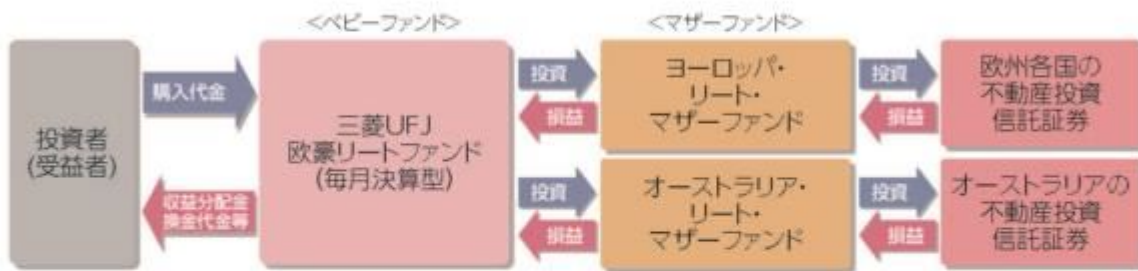 <ベビーファンド>
<マザーファンド>
投資者
(受益者)
購入代金
収益分配金
換金代金等
三菱UFJ
欧豪リートファンド
(毎月決算型)
投資
損益
ヨーロッパ・
リート・
マザーファンド
投資
損益
欧州各国の
不動産投資
信託証券
投資
損益
オーストラリア・
リート・
マザーファンド
投資
損益
オーストラリアの
不動産投資
信託証券